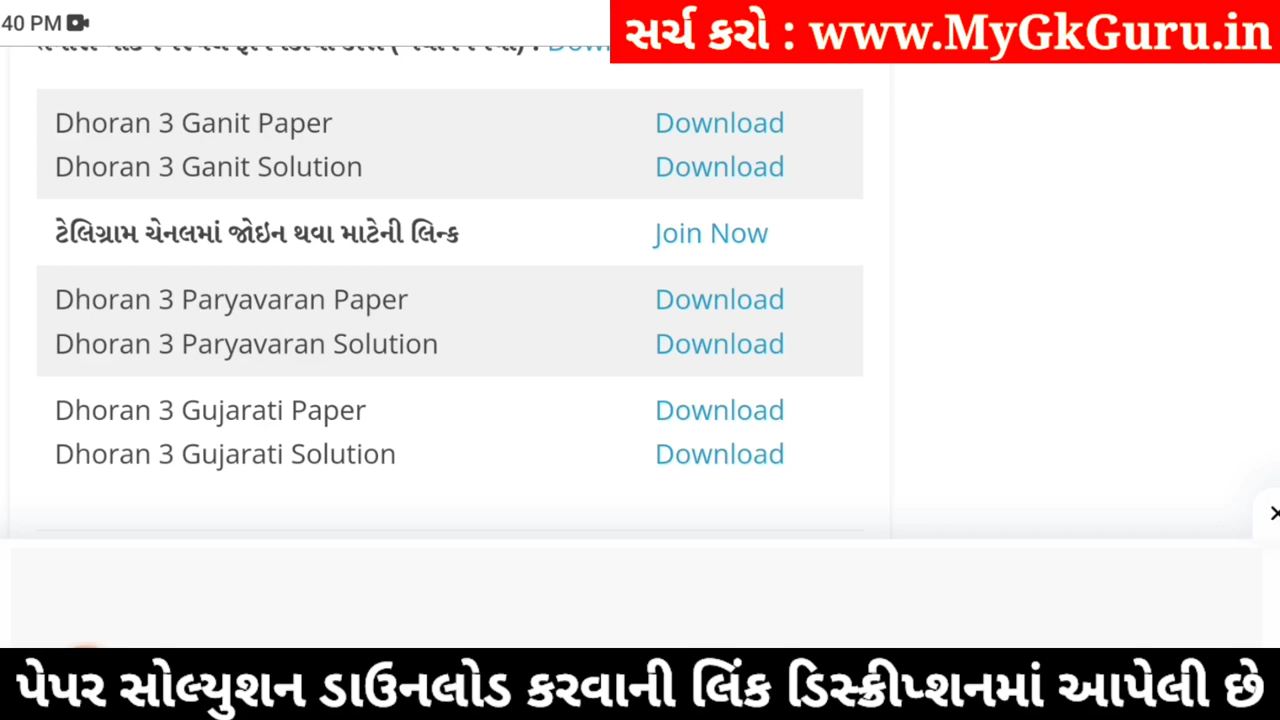 40 PM
સર્ચ કરો : www.MyGkGuru.in
Dhoran 3 Ganit Paper Download
Dhoran 3 Ganit Solution Download
ટેલિગ્રામ ચેનલમાં જોઇન થવા માટેની લિન્ક Join Now
Dhoran 3 Paryavaran Paper Download
Dhoran 3 Paryavaran Solution Download
Dhoran 3 Gujarati Paper Download
Dhoran 3 Gujarati Solution Download
પેપર સોલ્યુશન ડાઉનલોડ કરવાની લિંક ડિસ્ક્રીપ્શનમાં આપેલી છે